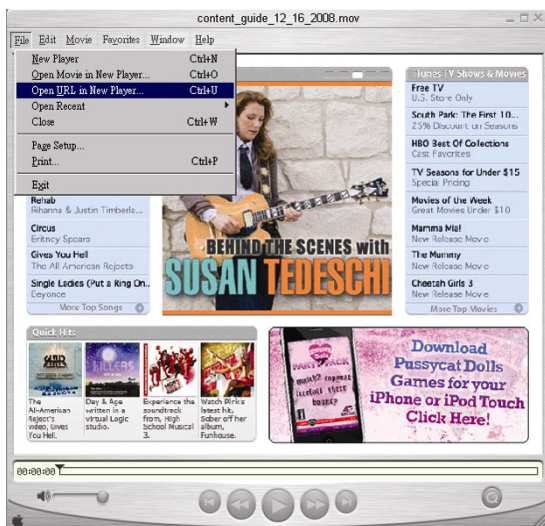 content_guide_12_16_2008.mov
File Edit Movie Favorites Window Help
New Player Ctrl+N
Open Movie in New Player... Ctrl+O
Open URL in New Player... Ctrl+U
Open Recent
Close Ctrl+W
Page Setup...
Print... Ctrl+P
Exit
Rehab
Rihanna & Justin Timberla...
Circus
Britney Spears
Gives You Hell
The All American Rejects
Single Ladies (Put a Ring On..
Beyonce
More Top Songs
BEHIND THE SCENES with
SUSAN TEDESCHI
iTunes TV Shows & Movies
Free TV
U.S. Store Only
South Park: The First 10...
25% Discount on Seasons
HBO Best Of Collections
Cast Favorites
TV Seasons for Under $15
Special Pricing
Movies of the Week
Great Movies Under $10
Mamma Mia!
New Release Movie
The Mummy
New Release Movie
Cheetah Girls 3
New Release Movie
More Top Movies
Quick Hits
The
All-American
Reject's
video, Gives
You Hell.
Day & Age
written in a
Virtual Logic
studio.
Experience the
soundtrack
from, High
School Musical
3.
Watch P!nk's
latest hit,
Sober off her
album,
Funhouse.
KILLERS
PARTY PACK
Download
Pussycat Dolls
Games for your
iPhone or iPod Touch
Click Here!
00:00:00